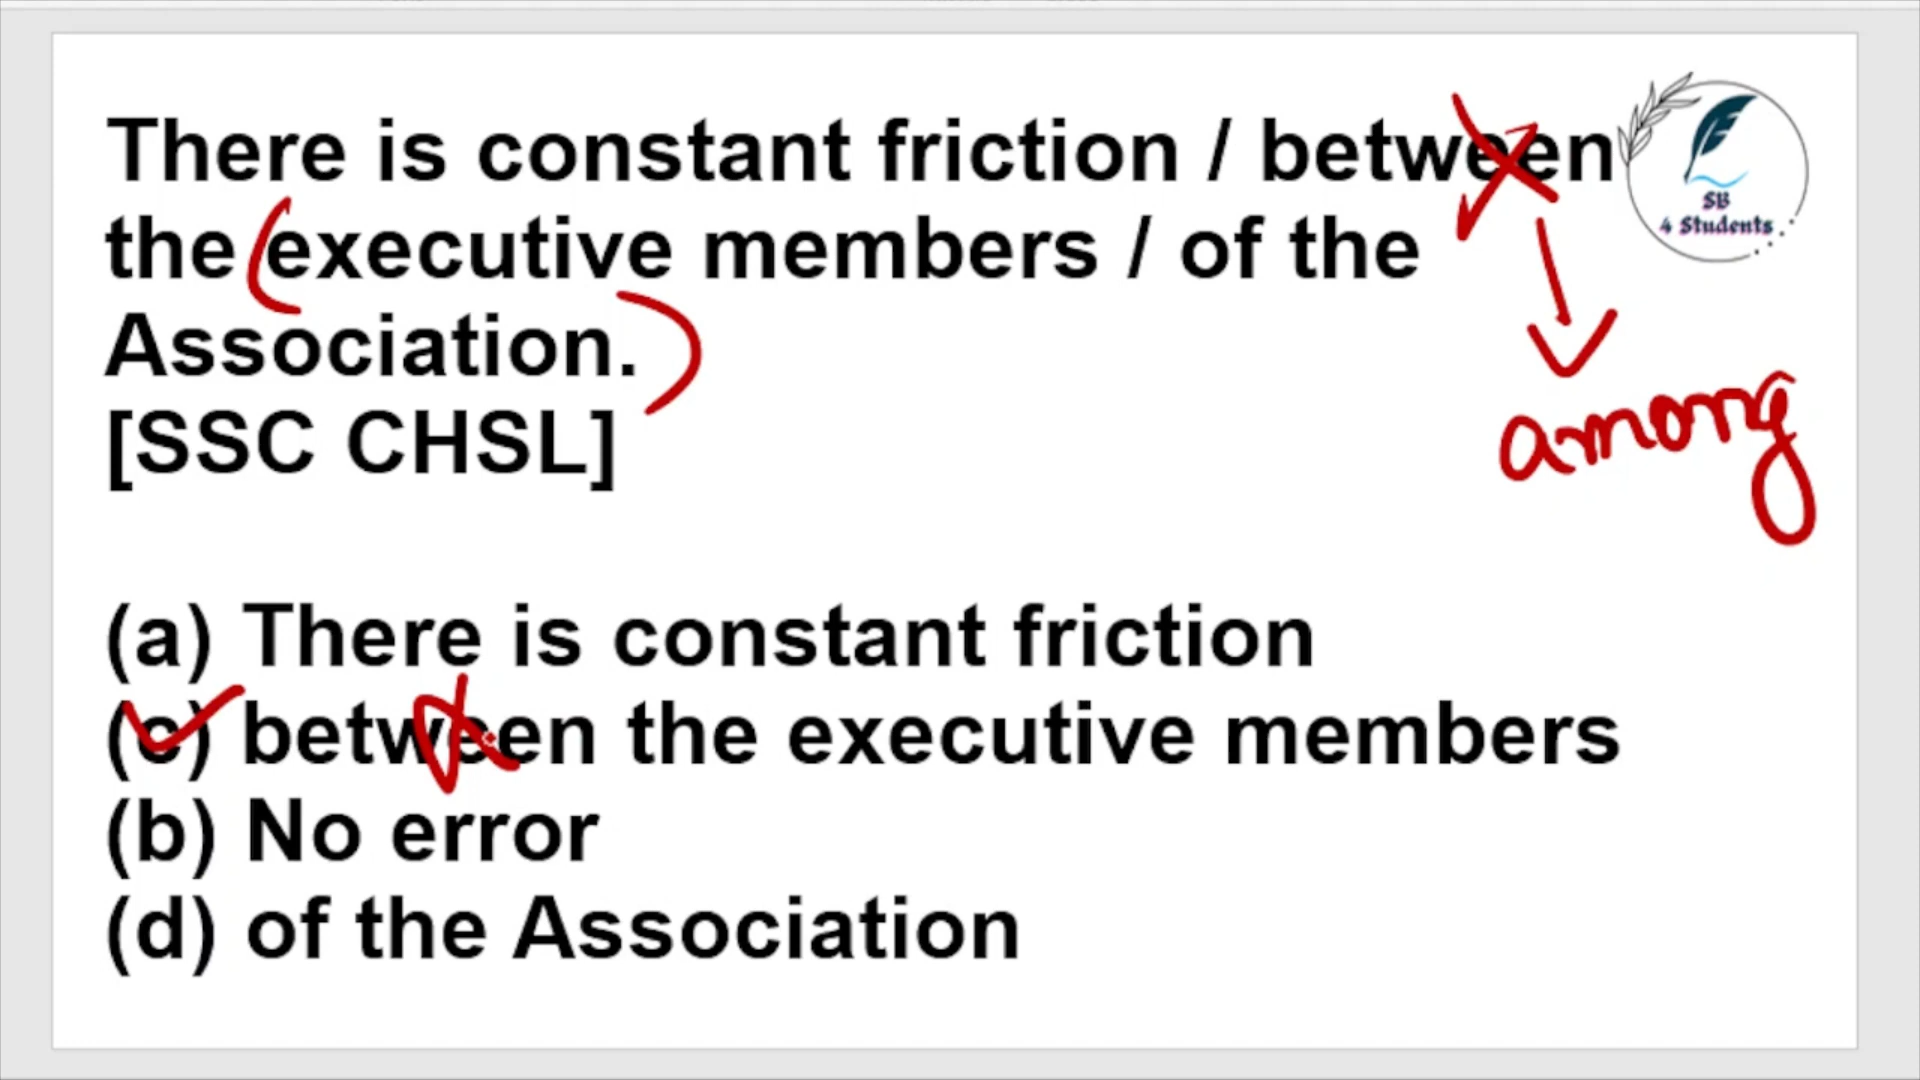 There is constant friction / between
the executive members / of the
Association.
[SSC CHSL]
among
(a) There is constant friction
(c) between the executive members
(b) No error
(d) of the Association
SB
4 Students